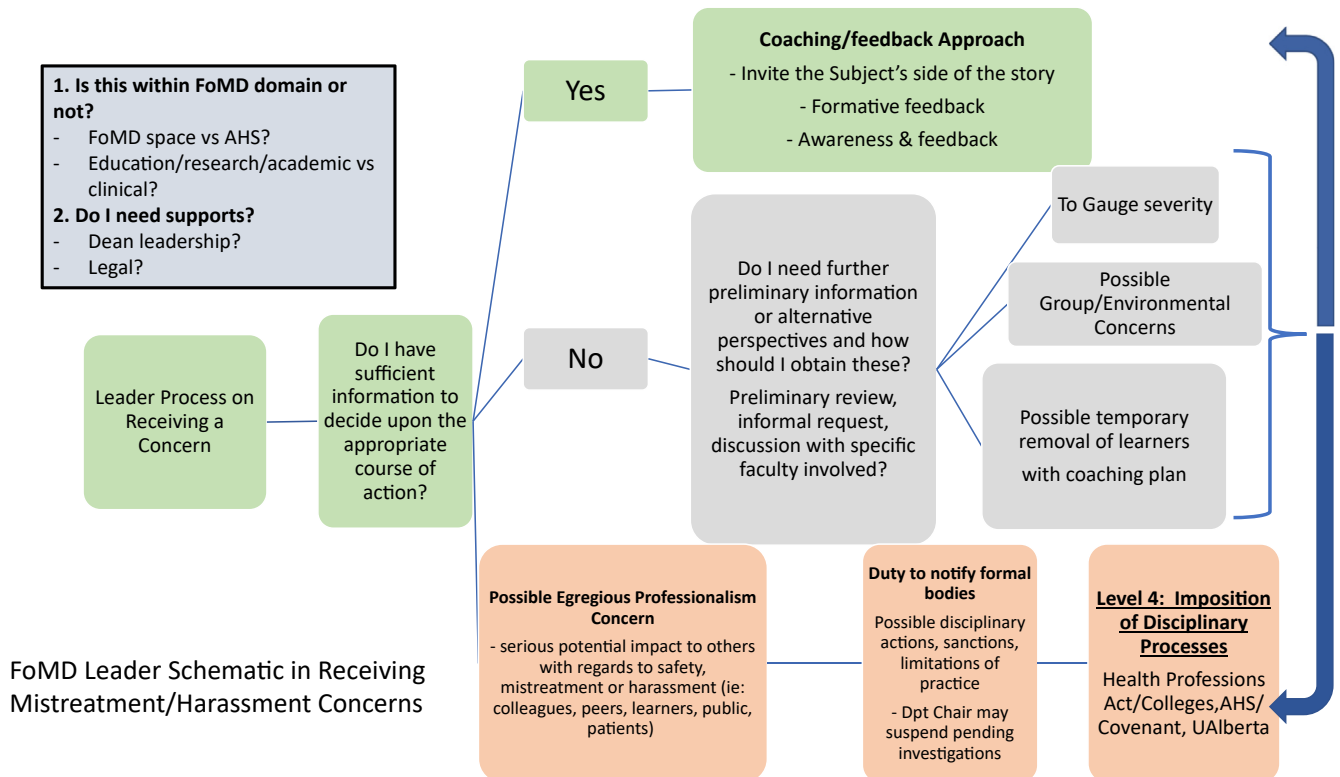 1. Is this within FoMD domain or
not?
- FoMD space vs AHS?
- Education/research/academic vs
clinical?
2. Do I need supports?
- Dean leadership?
- Legal?
Leader Process on
Receiving a
Concern
Do I have
sufficient
information to
decide upon the
appropriate
course of
action?
Yes
Coaching/feedback Approach
- Invite the Subject's side of the story
- Formative feedback
- Awareness & feedback
No
Do I need further
preliminary information
or alternative
perspectives and how
should I obtain these?
Preliminary review,
informal request,
discussion with specific
faculty involved?
To Gauge severity
Possible
Group/Environmental
Concerns
Possible temporary
removal of learners
with coaching plan
Possible Egregious Professionalism
Concern
- serious potential impact to others
with regards to safety,
mistreatment or harassment (ie:
colleagues, peers, learners, public,
patients)
Duty to notify formal
bodies
Possible disciplinary
actions, sanctions,
limitations of
practice
- Dpt Chair may
suspend pending
investigations
Level 4: Imposition
of Disciplinary
Processes
Health Professions
Act/Colleges,AHS/
Covenant, UAlberta
FoMD Leader Schematic in Receiving
Mistreatment/Harassment Concerns